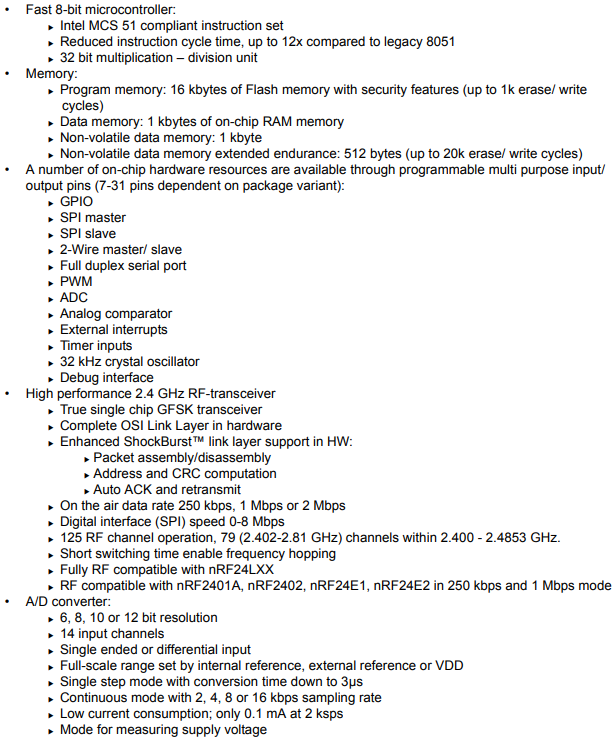 • Fast 8-bit microcontroller:
▸ Intel MCS 51 compliant instruction set
▸ Reduced instruction cycle time, up to 12x compared to legacy 8051
▸ 32 bit multiplication – division unit
• Memory:
▸ Program memory: 16 kbytes of Flash memory with security features (up to 1k erase/ write
cycles)
▸ Data memory: 1 kbytes of on-chip RAM memory
▸ Non-volatile data memory: 1 kbyte
▸ Non-volatile data memory extended endurance: 512 bytes (up to 20k erase/ write cycles)
• A number of on-chip hardware resources are available through programmable multi purpose input/
output pins (7-31 pins dependent on package variant):
▸ GPIO
▸ SPI master
▸ SPI slave
▸ 2-Wire master/ slave
▸ Full duplex serial port
▸ PWM
▸ ADC
▸ Analog comparator
▸ External interrupts
▸ Timer inputs
▸ 32 kHz crystal oscillator
▸ Debug interface
• High performance 2.4 GHz RF-transceiver
▸ True single chip GFSK transceiver
▸ Complete OSI Link Layer in hardware
▸ Enhanced ShockBurst™ link layer support in HW:
▸ Packet assembly/disassembly
▸ Address and CRC computation
▸ Auto ACK and retransmit
▸ On the air data rate 250 kbps, 1 Mbps or 2 Mbps
▸ Digital interface (SPI) speed 0-8 Mbps
▸ 125 RF channel operation, 79 (2.402-2.81 GHz) channels within 2.400 - 2.4853 GHz.
▸ Short switching time enable frequency hopping
▸ Fully RF compatible with nRF24LXX
▸ RF compatible with nRF2401A, nRF2402, nRF24E1, nRF24E2 in 250 kbps and 1 Mbps mode
• A/D converter:
▸ 6, 8, 10 or 12 bit resolution
▸ 14 input channels
▸ Single ended or differential input
▸ Full-scale range set by internal reference, external reference or VDD
▸ Single step mode with conversion time down to 3µs
▸ Continuous mode with 2, 4, 8 or 16 kbps sampling rate
▸ Low current consumption; only 0.1 mA at 2 ksps
▸ Mode for measuring supply voltage